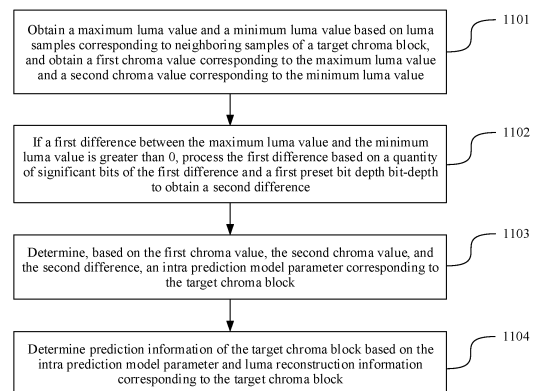 Obtain a maximum luma value and a minimum luma value based on luma
samples corresponding to neighboring samples of a target chroma block,
and obtain a first chroma value corresponding to the maximum luma value
and a second chroma value corresponding to the minimum luma value
1101
If a first difference between the maximum luma value and the minimum
luma value is greater than 0, process the first difference based on a quantity
of significant bits of the first difference and a first preset bit depth bit-depth
to obtain a second difference
1102
Determine, based on the first chroma value, the second chroma value, and
the second difference, an intra prediction model parameter corresponding to
the target chroma block
1103
Determine prediction information of the target chroma block based on the
intra prediction model parameter and luma reconstruction information
corresponding to the target chroma block
1104